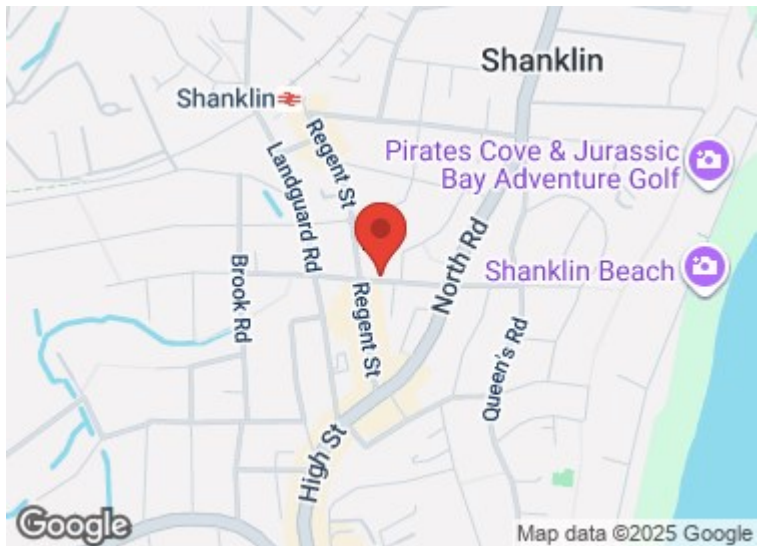 Shanklin
Shanklin
Regent St
Landguard Rd
Pirates Cove & Jurassic
Bay Adventure Golf
North Rd
Shanklin Beach
Brook Rd
Regent St
Queen's Rd
High St
Google
Map data ©2025 Google